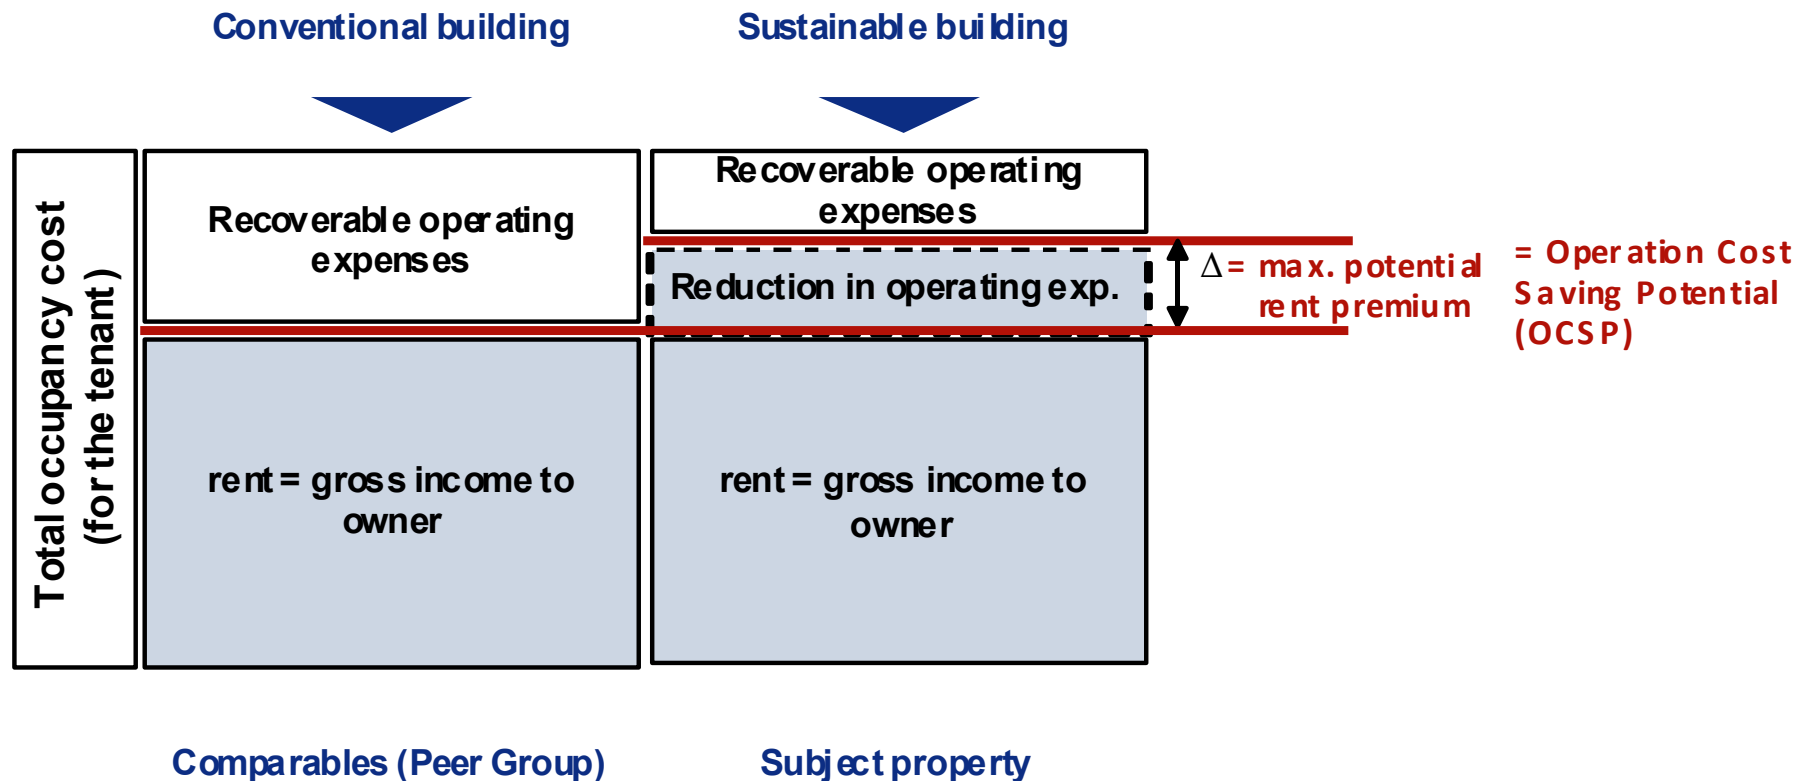 Conventional building
Sustainable building
Total occupancy cost
(for the tenant)
Recoverable operating
expenses
Recoverable operating
expenses
Reduction in operating exp.
Δ = max. potential
rent premium
= Operation Cost
Saving Potential
(OCSP)
rent = gross income to
owner
rent = gross income to
owner
Comparables (Peer Group)
Subject property